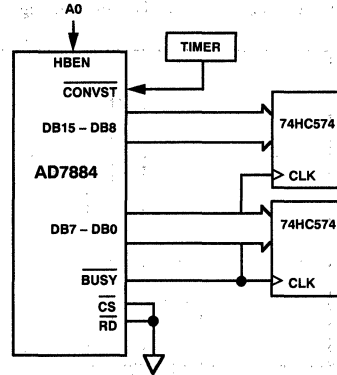 A0
TIMER
HBEN
CONVST
DB15 – DB8
74HC574
AD7884
CLK
DB7 – DB0
74HC574
BUSY
CLK
CS
RD